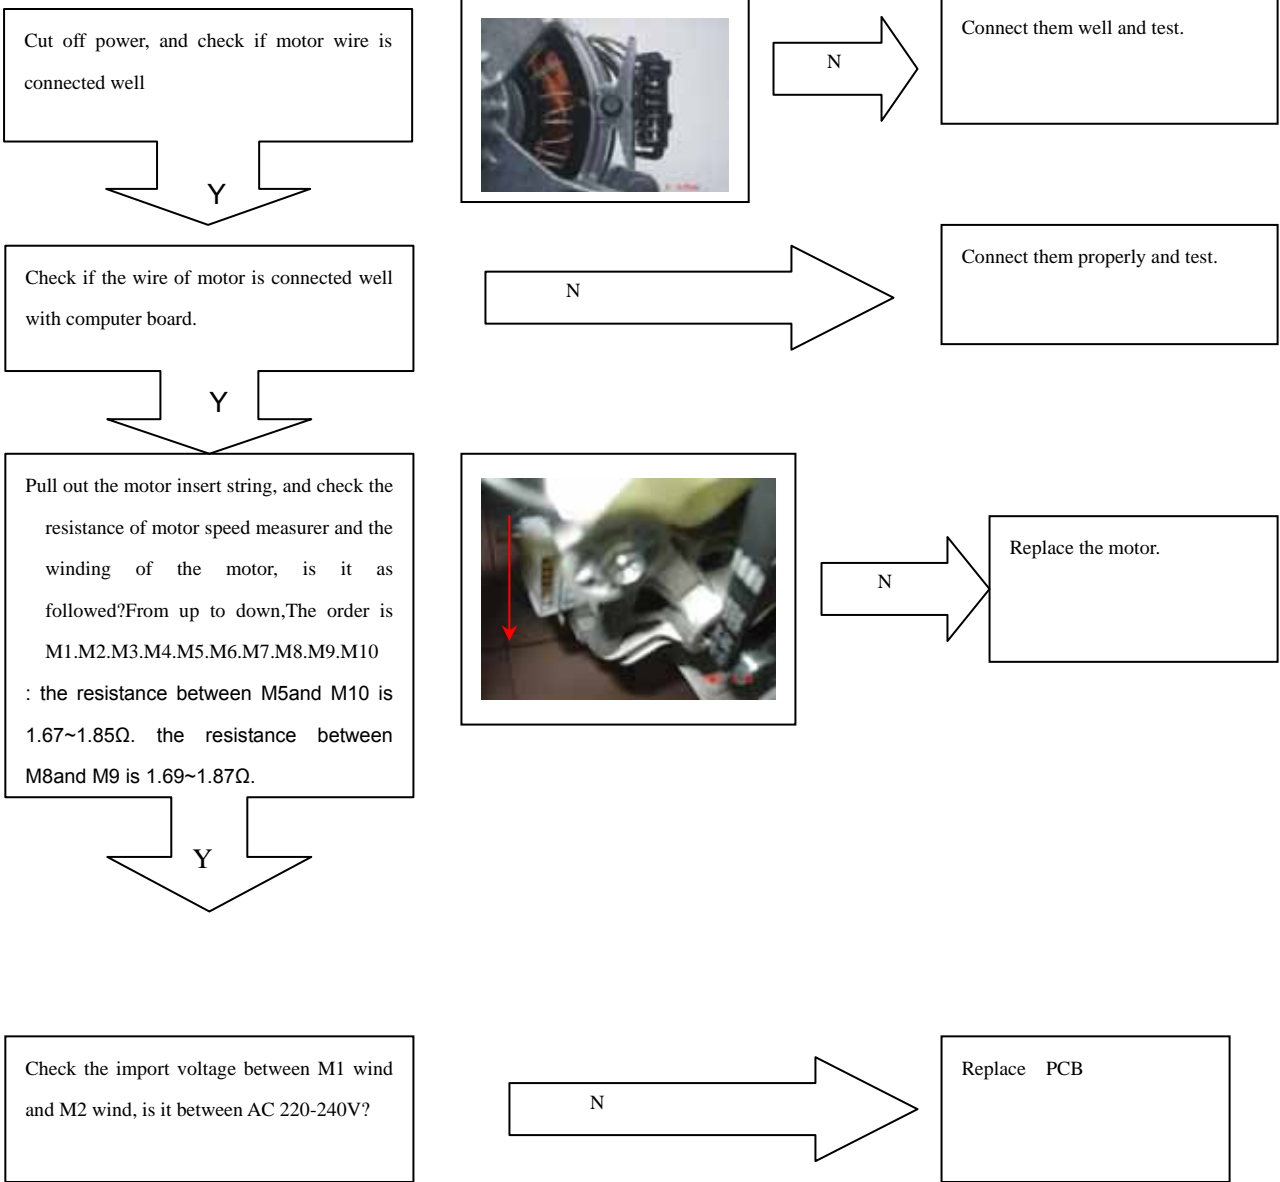 Cut off power, and check if motor wire is
connected well
N
Connect them well and test.
Y
Check if the wire of motor is connected well
with computer board.
N
Connect them properly and test.
Y
Pull out the motor insert string, and check the
resistance of motor speed measurer and the
winding of the motor, is it as
followed?From up to down,The order is
M1.M2.M3.M4.M5.M6.M7.M8.M9.M10
: the resistance between M5and M10 is
1.67~1.85Ω. the resistance between
M8and M9 is 1.69~1.87Ω.
N
Replace the motor.
Y
Check the import voltage between M1 wind
and M2 wind, is it between AC 220-240V?
N
Replace PCB